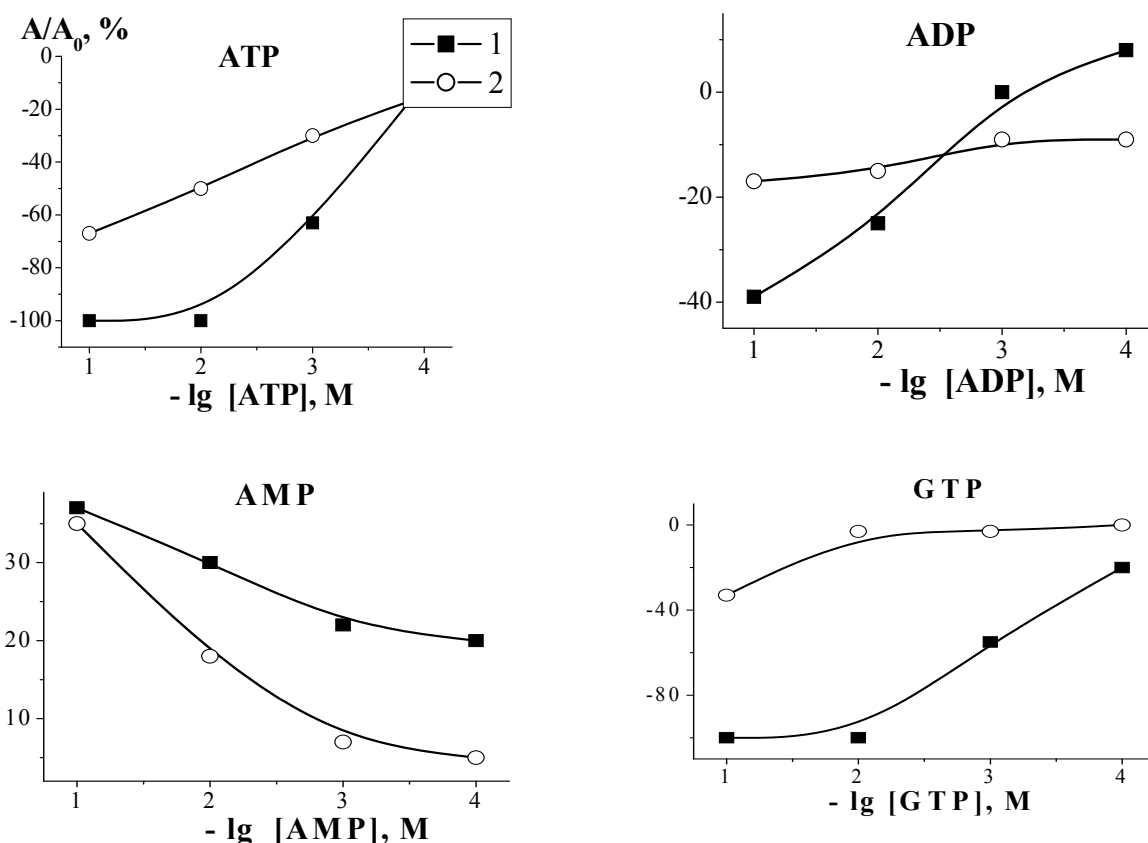 A/A0, %
ATP
1
2
0
-20
-40
-60
-80
-100
1 2 3 4
- lg [ATP], M
ADP
0
-20
-40
1 2 3 4
- lg [ADP], M
AMP
30
20
10
1 2 3 4
- lg [AMP], M
GTP
0
-40
-80
1 2 3 4
- lg [GTP], M